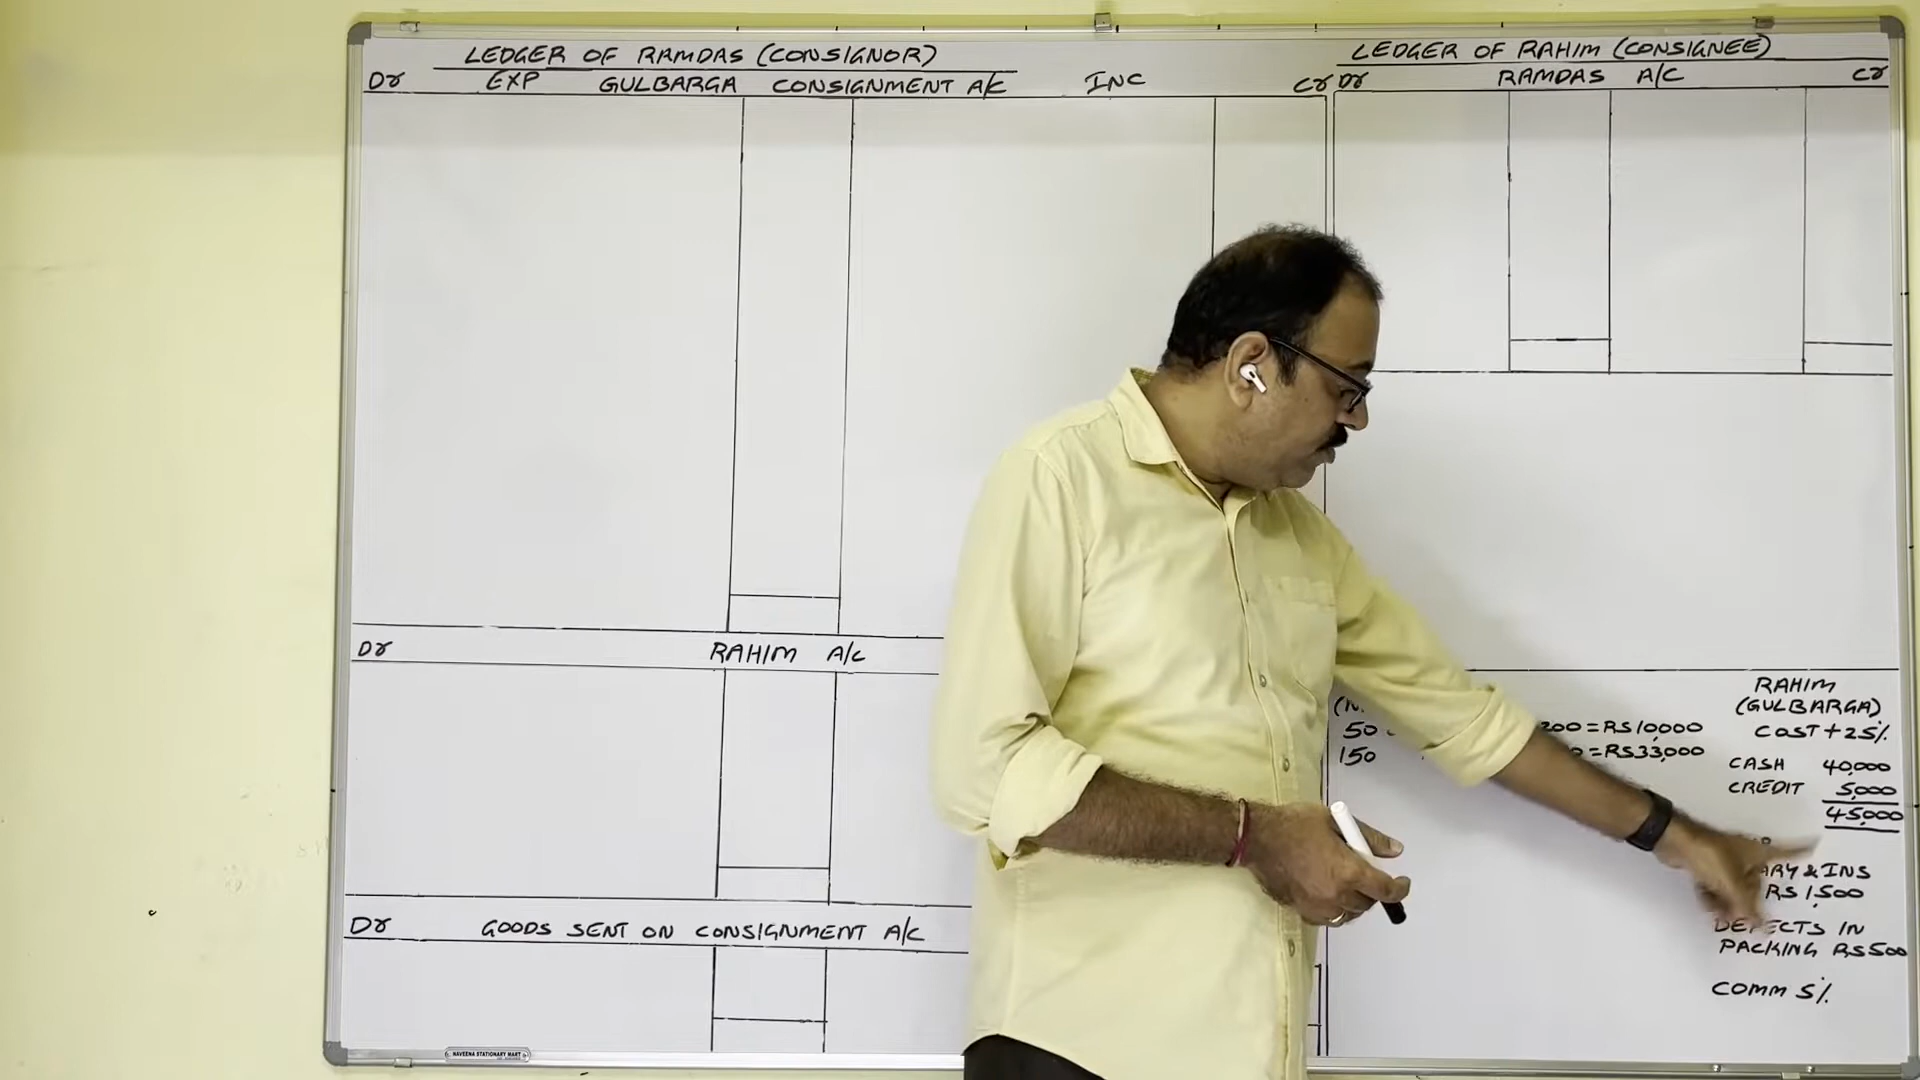 LEDGER OF RAMDAS (CONSIGNOR)
Dr EXP GULBARGA CONSIGNMENT A/C INC Cr
LEDGER OF RAHIM (CONSIGNEE)
Dr RAMDAS A/C Cr
Dr RAHIM A/c
Dr GOODS SENT ON CONSIGNMENT A/C
NAVEENA STATIONARY MART
50 200 = RS 10,000
150 = RS 33,000
RAHIM
(GULBARGA)
COST + 25%
CASH 40,000
CREDIT 5,000
45,000
& INS
RS 1,500
DEFECTS IN
PACKING RS 500
COMM 5%